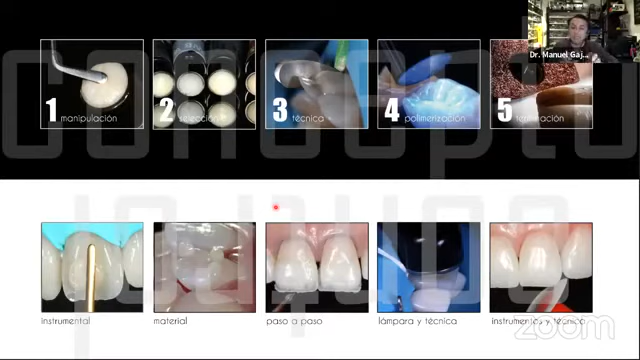 Dr. Manuel Gaj...
1 manipulación
2 selección
3 técnica
4 polimerización
5 terminación
instrumental
material
paso a paso
lámpara y técnica
instrumentos y técnica
zoom